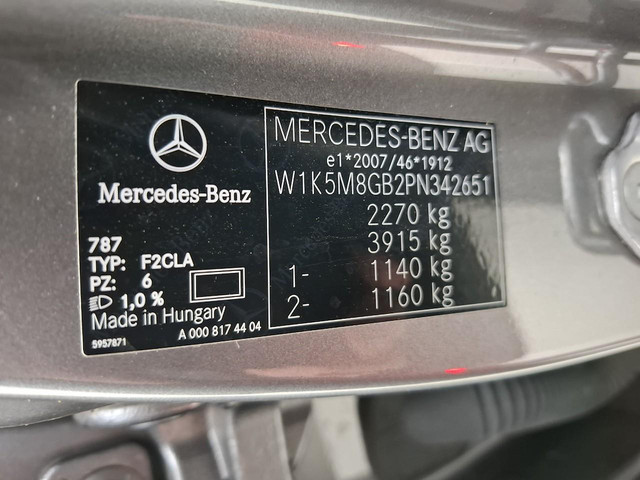 Mercedes-Benz
787
TYP: F2CLA
PZ: 6
1,0 %
Made in Hungary
5957871
A 000 817 44 04
MERCEDES-BENZ AG
e1*2007/46*1912
W1K5M8GB2PN342651
2270 kg
3915 kg
1- 1140 kg
2- 1160 kg